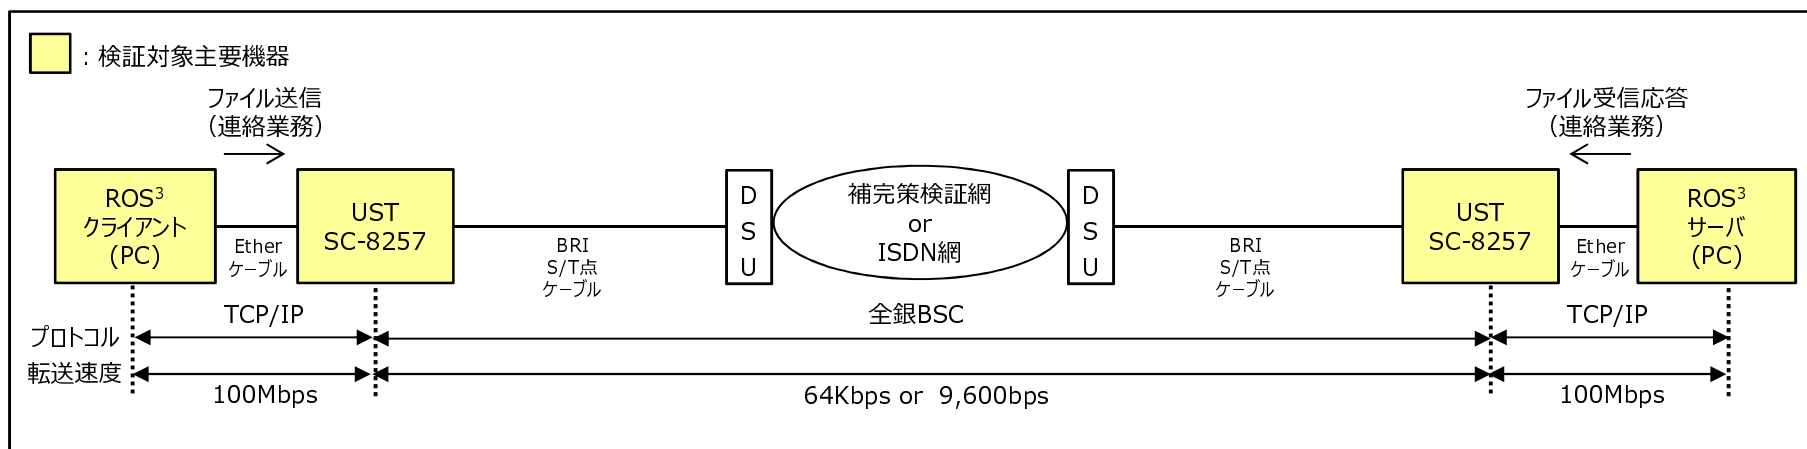 ：検証対象主要機器
ファイル送信
（連絡業務）
ファイル受信応答
（連絡業務）
ROS³
クライアント
(PC)
Ether
ケーブル
UST
SC-8257
BRI
S/T点
ケーブル
D
S
U
補完策検証網
or
ISDN網
D
S
U
BRI
S/T点
ケーブル
UST
SC-8257
Ether
ケーブル
ROS³
サーバ
(PC)
プロトコル
TCP/IP
全銀BSC
TCP/IP
転送速度
100Mbps
64Kbps or 9,600bps
100Mbps